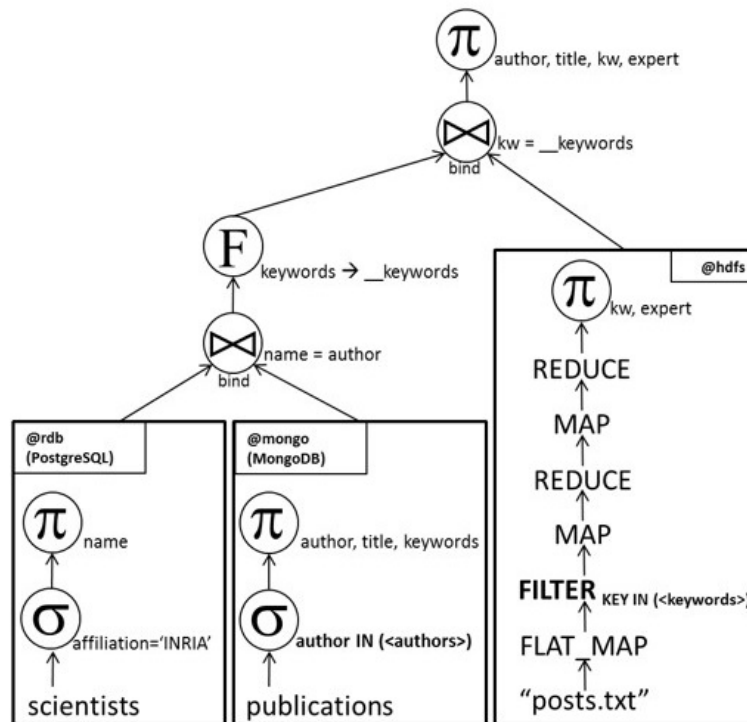 π
author, title, kw, expert
⋈
kw = __keywords
bind
F
keywords → __keywords
⋈
name = author
bind
@rdb
(PostgreSQL)
π
name
σ
affiliation=‘INRIA’
scientists
@mongo
(MongoDB)
π
author, title, keywords
σ
author IN (<authors>)
publications
@hdfs
π
kw, expert
REDUCE
MAP
REDUCE
MAP
FILTER KEY IN (<keywords>)
FLAT_MAP
“posts.txt”